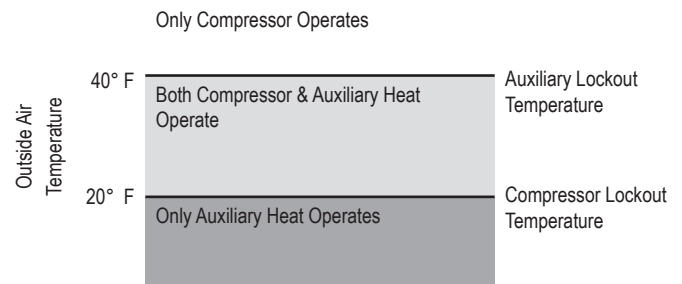 Only Compressor Operates
40° F
Both Compressor & Auxiliary Heat
Operate
Auxiliary Lockout
Temperature
Outside Air
Temperature
20° F
Only Auxiliary Heat Operates
Compressor Lockout
Temperature